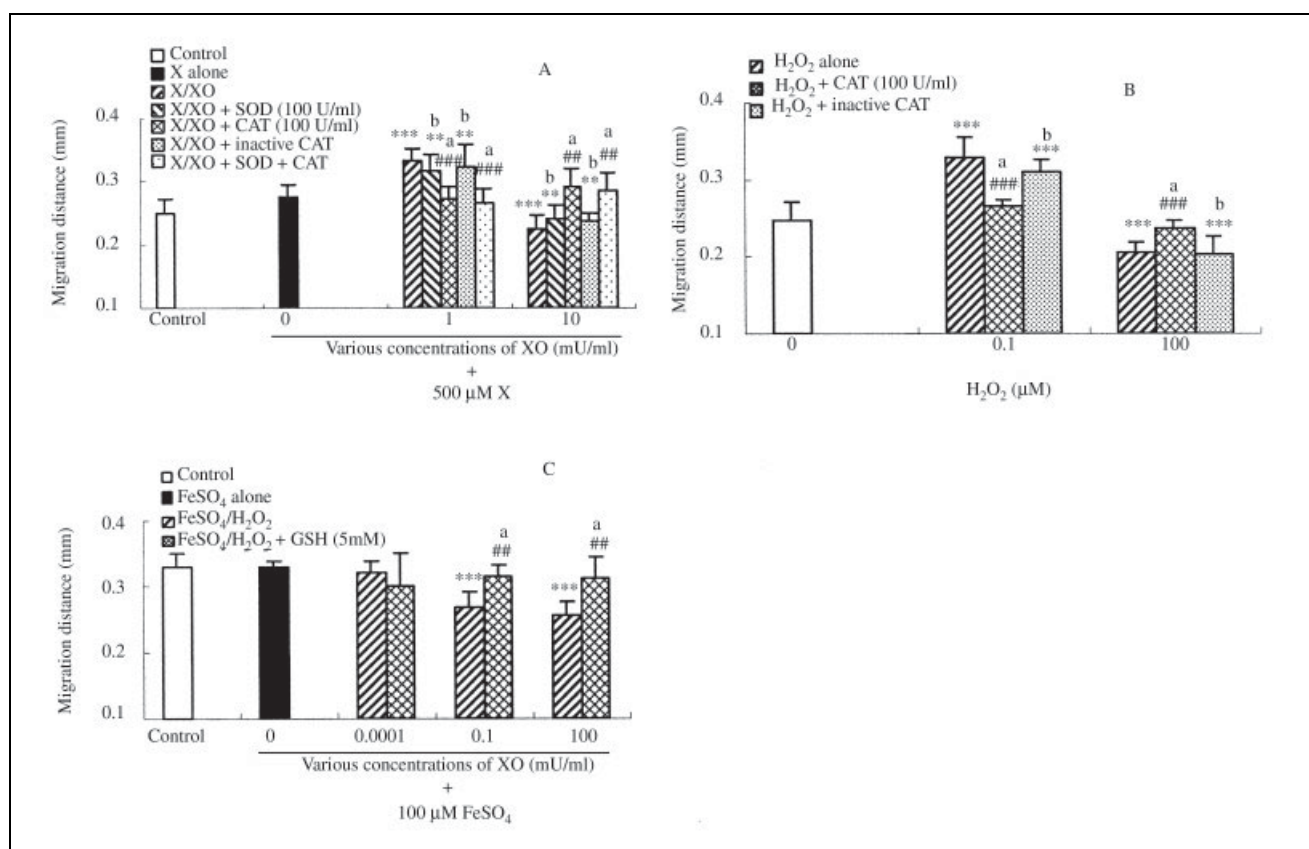 Control
X alone
X/XO
X/XO + SOD (100 U/ml)
X/XO + CAT (100 U/ml)
X/XO + inactive CAT
X/XO + SOD + CAT
A
0.4
0.3
0.2
0.1
Migration distance (mm)
*** b ** a ### b ** a ###
*** b ** a ## b ** a ##
Control 0 1 10
Various concentrations of XO (mU/ml)
+
500 μM X
H₂O₂ alone
H₂O₂ + CAT (100 U/ml)
H₂O₂ + inactive CAT
B
0.4
0.3
0.2
0.1
Migration distance (mm)
*** a ### b ***
*** a ### b ***
0 0.1 100
H₂O₂ (μM)
Control
FeSO₄ alone
FeSO₄/H₂O₂
FeSO₄/H₂O₂ + GSH (5mM)
C
0.4
0.3
0.2
0.1
Migration distance (mm)
*** a ##
*** a ##
Control 0 0.0001 0.1 100
Various concentrations of XO (mU/ml)
+
100 μM FeSO₄